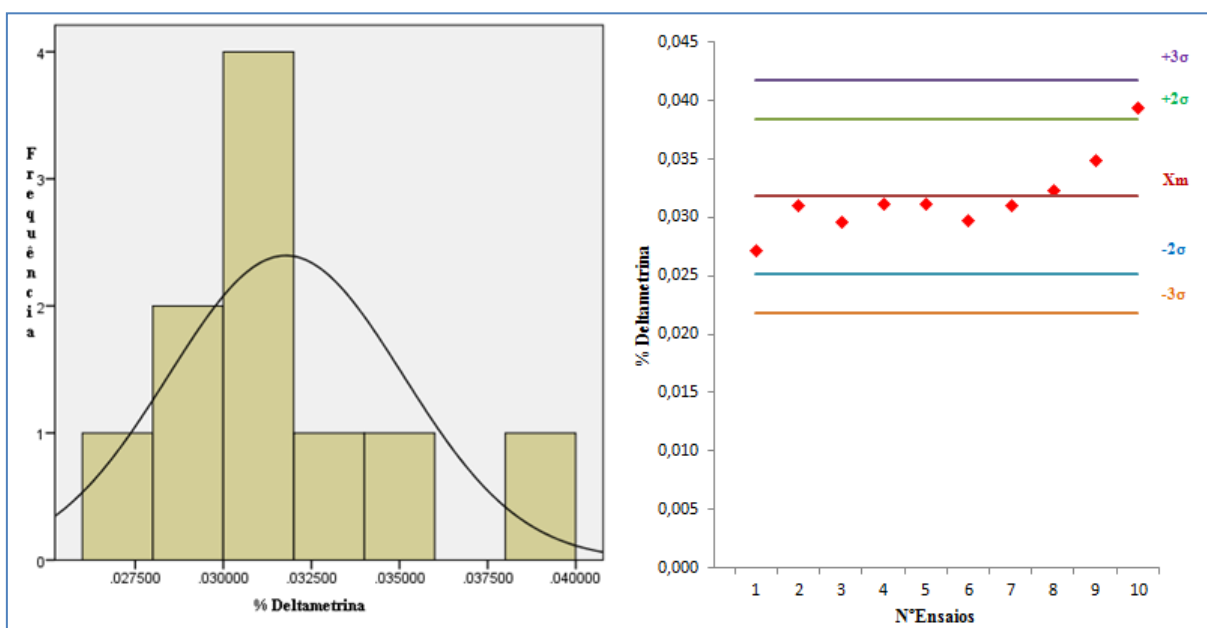 4
3
2
1
0
Frequência
.027500 .030000 .032500 .035000 .037500 .040000
% Deltametrina
0,045
0,040
0,035
0,030
0,025
0,020
0,015
0,010
0,005
0,000
% Deltametrina
+3σ
+2σ
Xm
-2σ
-3σ
1 2 3 4 5 6 7 8 9 10
NºEnsaios